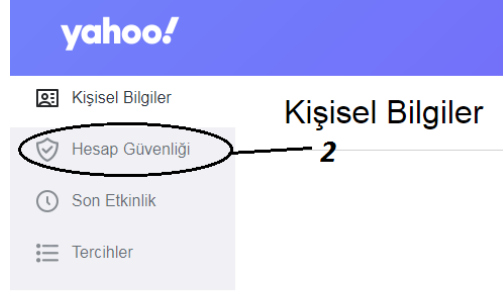 yahoo!
Kişisel Bilgiler
Kişisel Bilgiler
Hesap Güvenliği
2
Son Etkinlik
Tercihler